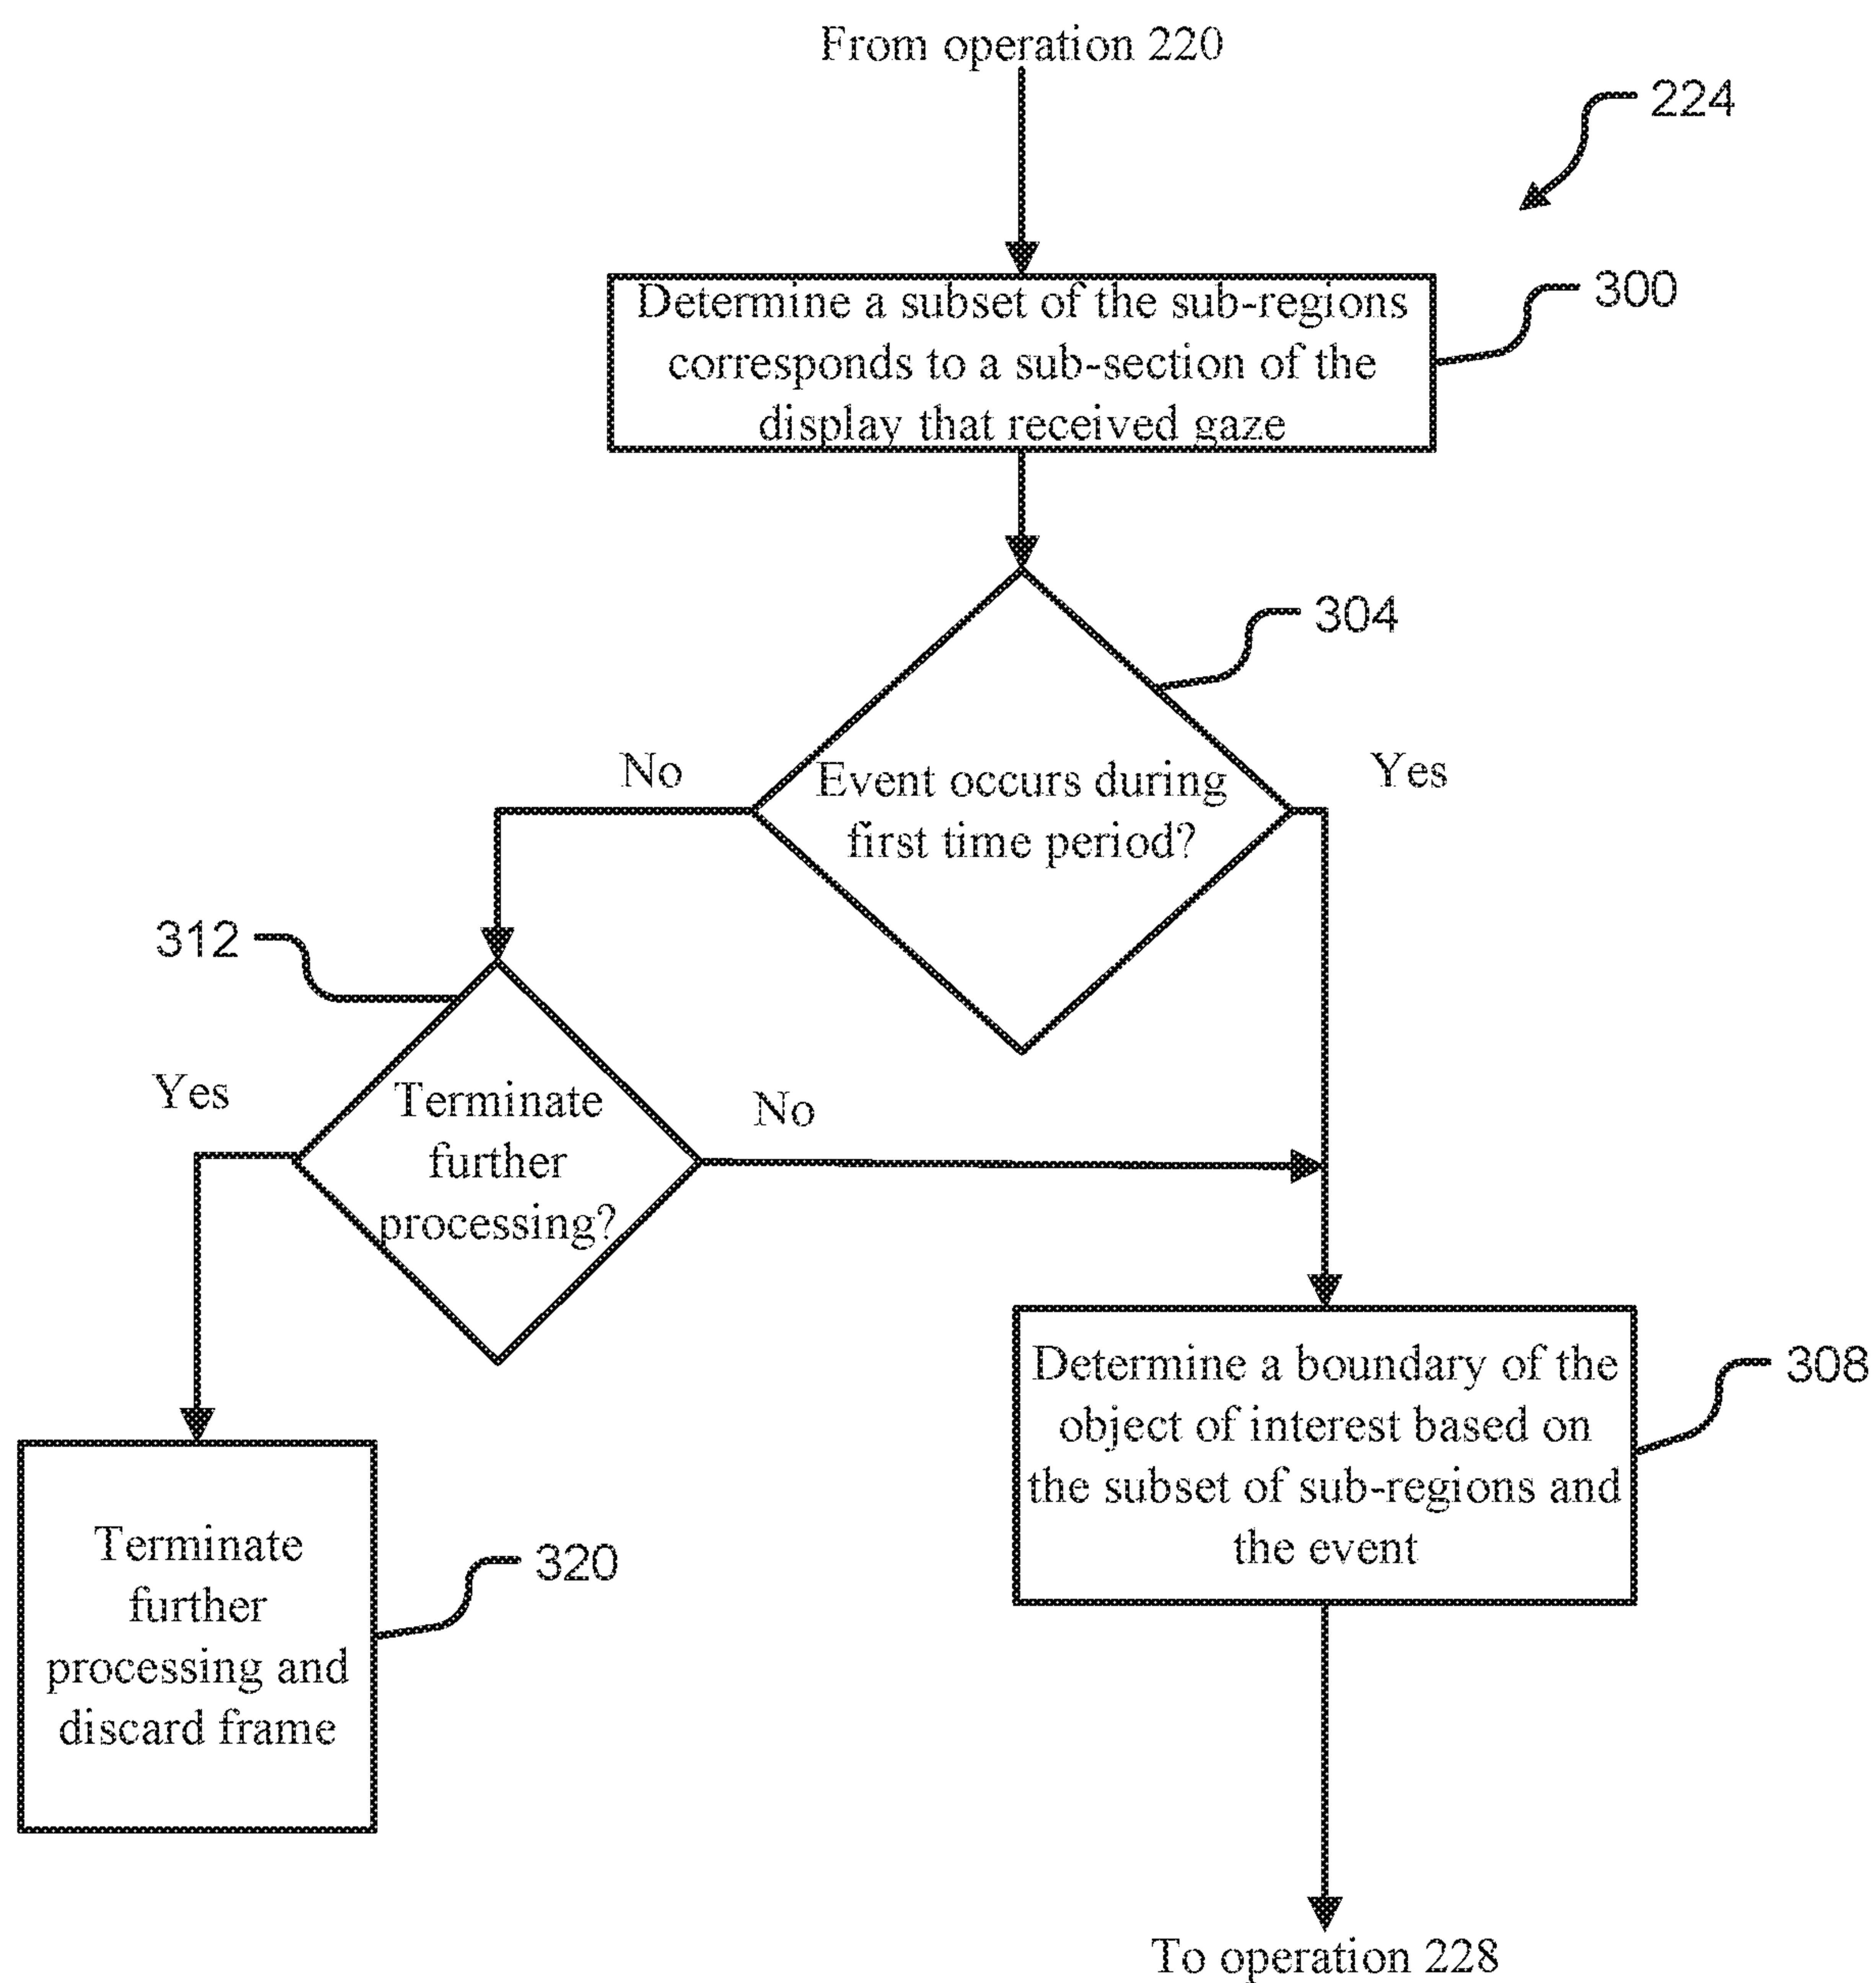 From operation 220
224
Determine a subset of the sub-regions
corresponds to a sub-section of the
display that received gaze
300
304
No
Event occurs during
first time period?
Yes
312
Yes
Terminate
further
processing?
No
Determine a boundary of the
object of interest based on
the subset of sub-regions and
the event
308
Terminate
further
processing and
discard frame
320
To operation 228